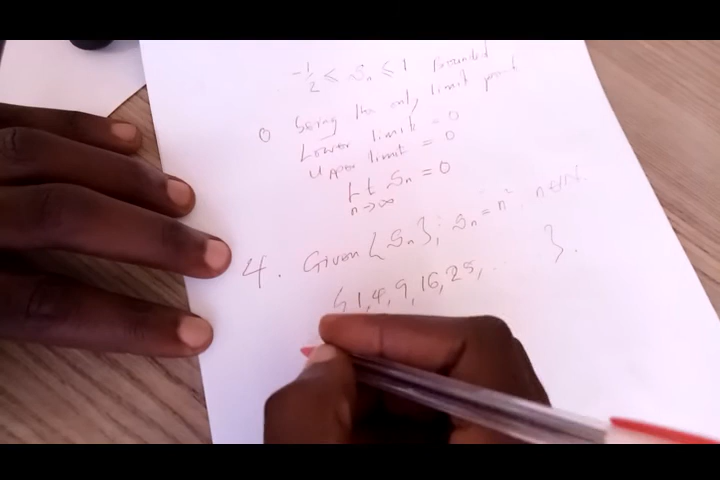 -1/2 ≤ Sn ≤ 1 Bounded
0 being the only limit point
Lower limit = 0
Upper limit = 0
Lt Sn = 0
n→∞
4. Given {Sn}; Sn = n², n∈N.
{1,4,9,16,25,... }.